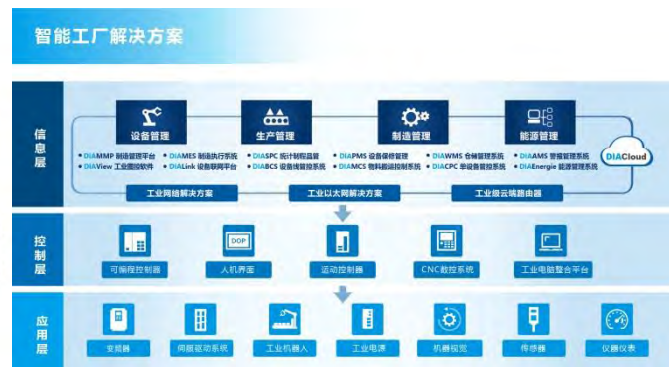 智能工厂解决方案
信息层
设备管理
生产管理
制造管理
能源管理
• DIAMMP 制造管理平台 • DIAMES 制造执行系统 • DIASPC 统计制程品管 • DIAPMS 设备保修管理 • DIAWMS 仓储管理系统 • DIAAMS 警报管理系统
• DIAView 工业图控软件 • DIALink 设备联网平台 • DIABCS 设备线管控系统 • DIAMCS 物料搬运控制系统 • DIACPC 单设备管控系统 • DIAEnergie 能源管理系统
DIACloud
工业网络解决方案
工业以太网解决方案
工业级云端路由器
控制层
DOP
可编程控制器
人机界面
运动控制器
CNC数控系统
工业电脑整合平台
应用层
变频器
伺服驱动系统
工业机器人
工业电源
机器视觉
传感器
仪器仪表